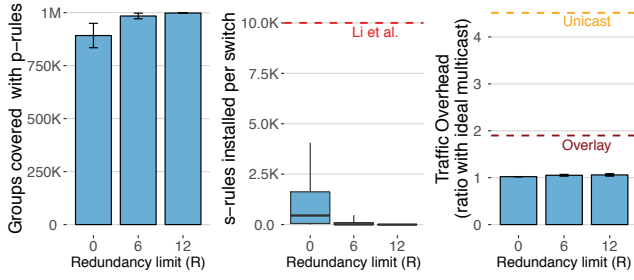 Groups covered with p-rules
1M
750K
500K
250K
0
0 6 12
Redundancy limit (R)
s-rules installed per switch
10.0K
7.5K
5.0K
2.5K
0.0
Li et al.
0 6 12
Redundancy limit (R)
Traffic Overhead
(ratio with ideal multicast)
4
3
2
1
0
Unicast
Overlay
0 6 12
Redundancy limit (R)